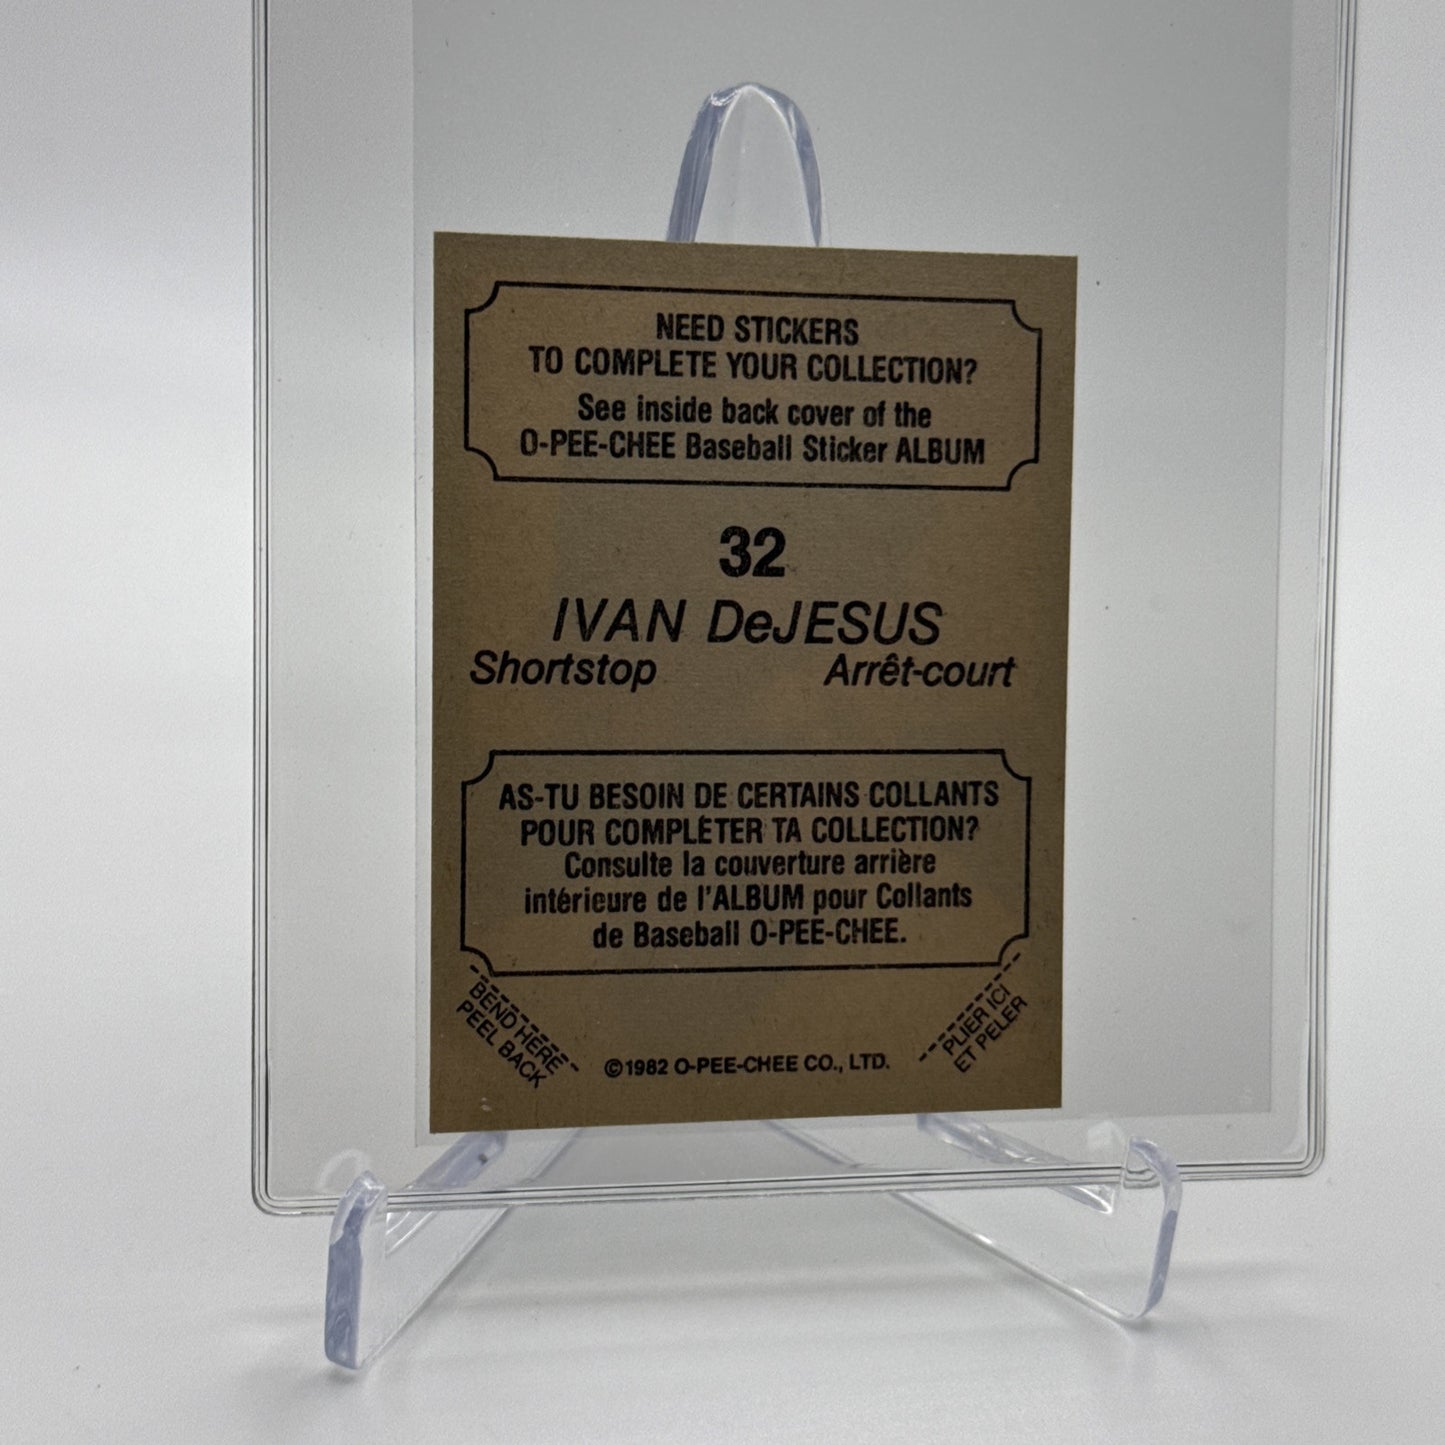 NEED STICKERS
TO COMPLETE YOUR COLLECTION?
See inside back cover of the
O-PEE-CHEE Baseball Sticker ALBUM
32
IVAN DeJESUS
Shortstop Arrêt-court
AS-TU BESOIN DE CERTAINS COLLANTS
POUR COMPLÉTER TA COLLECTION?
Consulte la couverture arrière
intérieure de l'ALBUM pour Collants
de Baseball O-PEE-CHEE.
BEND HERE
PEEL BACK
©1982 O-PEE-CHEE CO., LTD.
PLIER ICI
ET PELER